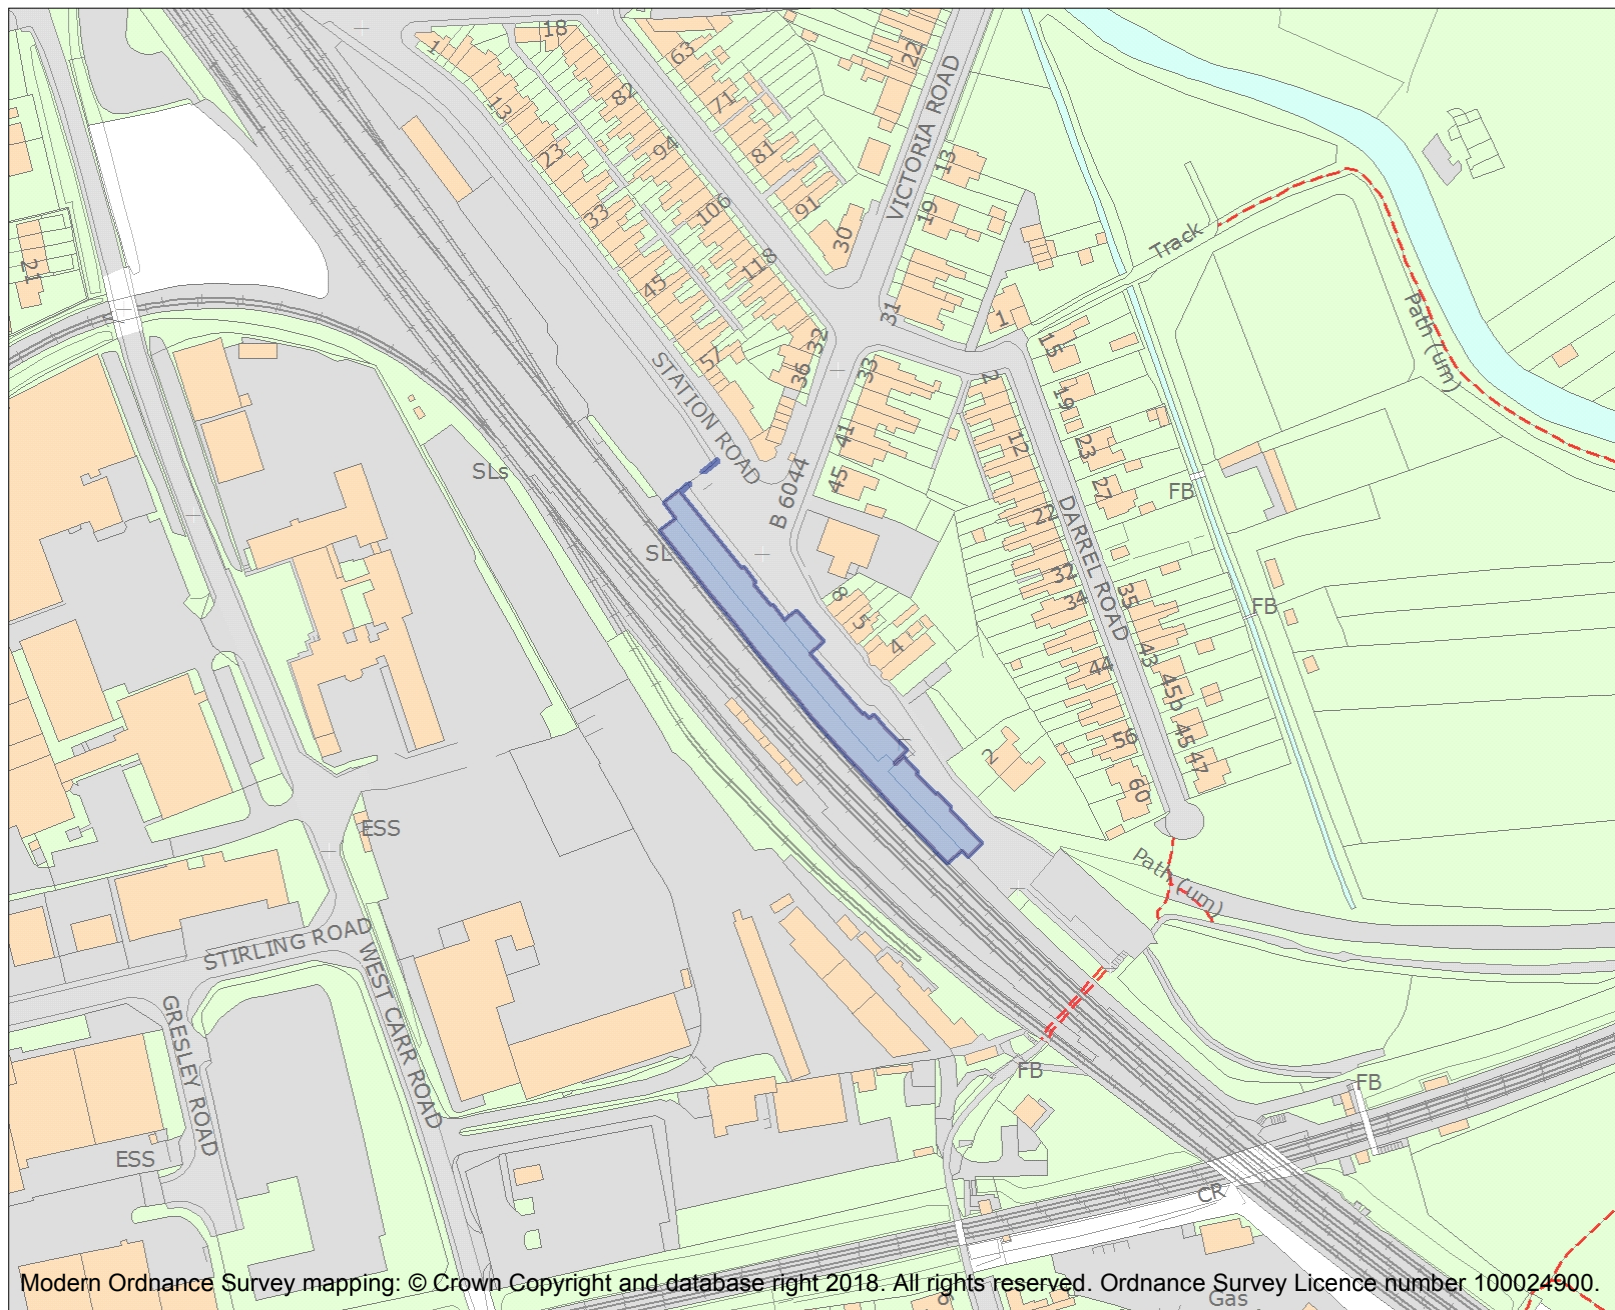 18
1
63
22
13
82
71
VICTORIA ROAD
23
94
81
13
33
106
91
19
30
Track
21
118
45
31
1
Path (um)
32
15
57
STATION ROAD
36
33
2
19
41
12
23
SLs
45
27
FB
B 6044
22
DARREL ROAD
SL
32
35
FB
8
34
5
4
43
44
45b
2
56
45
47
60
ESS
Path (um)
STIRLING ROAD
WEST CARR ROAD
GRESLEY ROAD
FB
FB
ESS
CR
Gas
Modern Ordnance Survey mapping: © Crown Copyright and database right 2018. All rights reserved. Ordnance Survey Licence number 100024900.